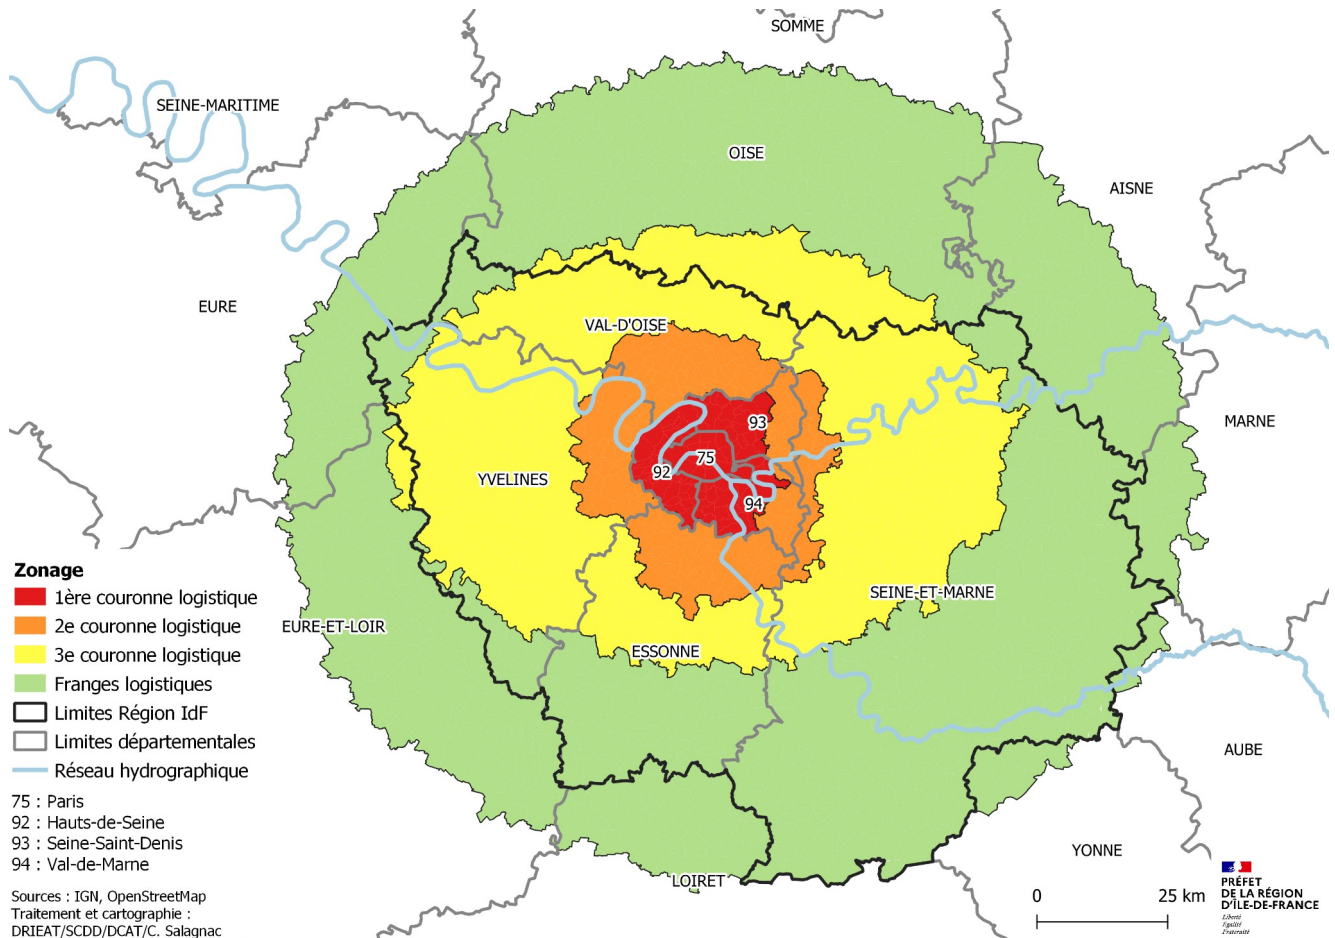 SOMME
SEINE-MARITIME
OISE
AISNE
EURE
VAL-D'OISE
MARNE
93
75
92
YVELINES
94
SEINE-ET-MARNE
EURE-ET-LOIR
ESSONNE
AUBE
YONNE
LOIRET
Zonage
1ère couronne logistique
2e couronne logistique
3e couronne logistique
Franges logistiques
Limites Région IdF
Limites départementales
Réseau hydrographique
75 : Paris
92 : Hauts-de-Seine
93 : Seine-Saint-Denis
94 : Val-de-Marne
Sources : IGN, OpenStreetMap
Traitement et cartographie :
DRIEAT/SCDD/DCAT/C. Salagnac
0 25 km
PRÉFET
DE LA RÉGION
D'ÎLE-DE-FRANCE
Liberté
Égalité
Fraternité